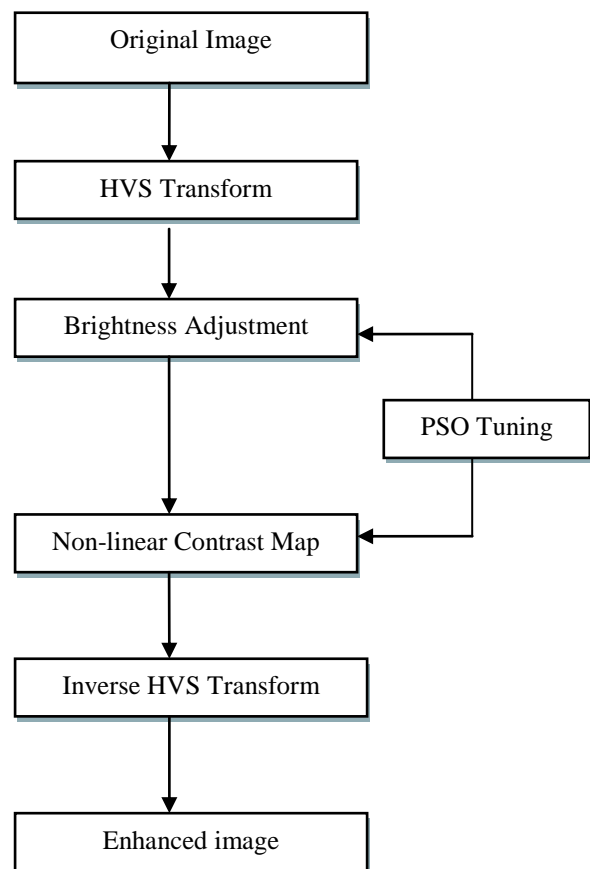 Original Image
HVS Transform
Brightness Adjustment
PSO Tuning
Non-linear Contrast Map
Inverse HVS Transform
Enhanced image